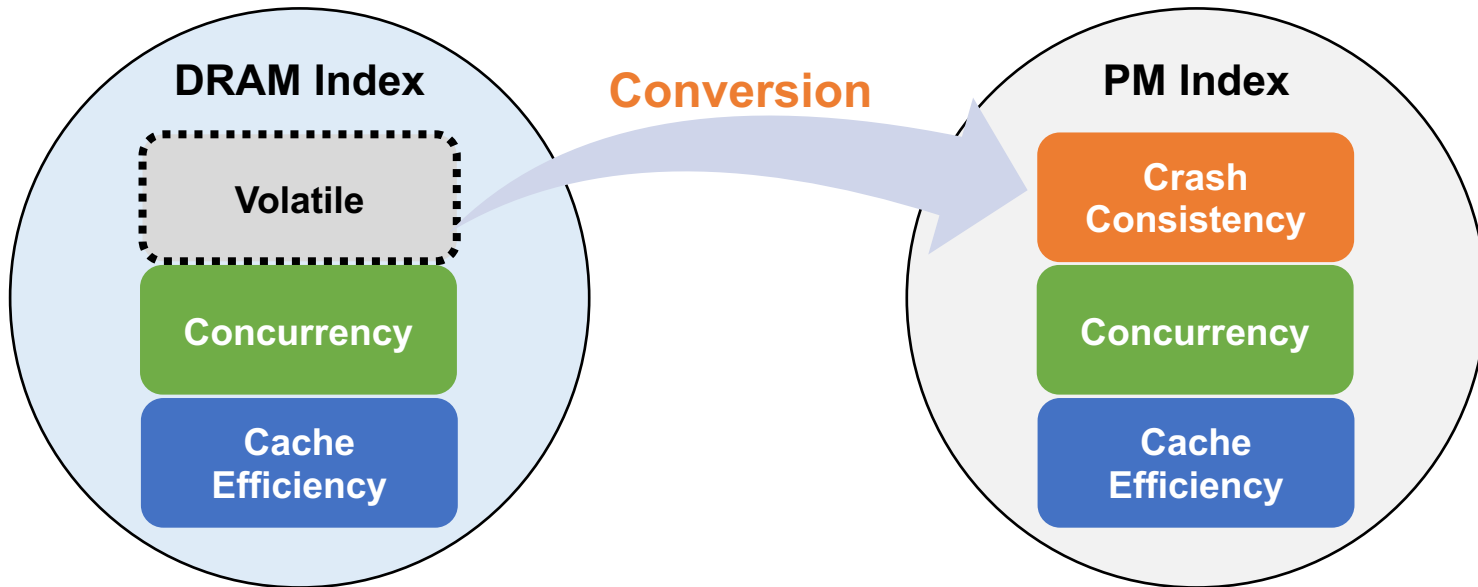 DRAM Index
Volatile
Concurrency
Cache
Efficiency
Conversion
PM Index
Crash
Consistency
Concurrency
Cache
Efficiency